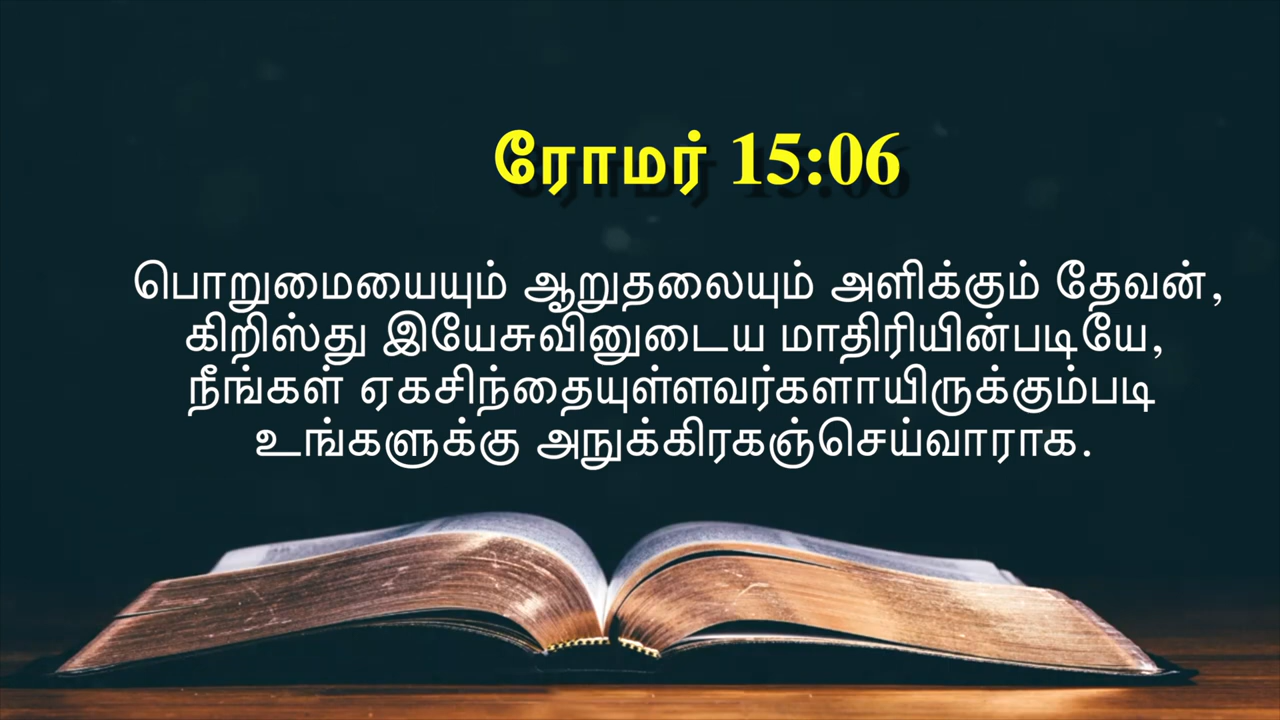 ரோமர் 15:06
பொறுமையையும் ஆறுதலையும் அளிக்கும் தேவன்,
கிறிஸ்து இயேசுவினுடைய மாதிரியின்படியே,
நீங்கள் ஏகசிந்தையுள்ளவர்களாயிருக்கும்படி
உங்களுக்கு அநுக்கிரகஞ்செய்வாராக.